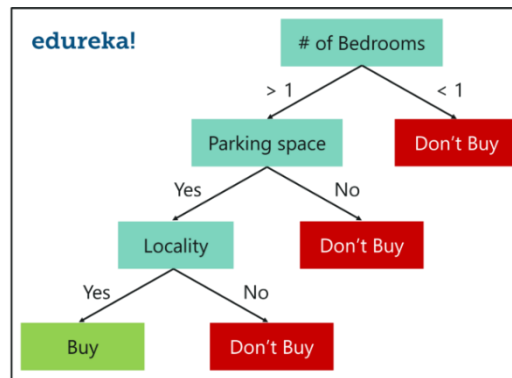 edureka!
# of Bedrooms
> 1
< 1
Parking space
Don't Buy
Yes
No
Locality
Don't Buy
Yes
No
Buy
Don't Buy